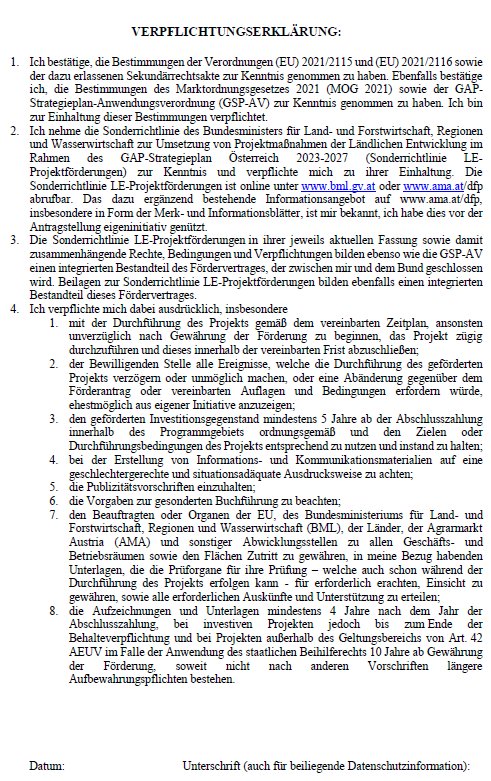 VERPFLICHTUNGSERKLÄRUNG:
1. Ich bestätige, die Bestimmungen der Verordnungen (EU) 2021/2115 und (EU) 2021/2116 sowie
der dazu erlassenen Sekundärrechtsakte zur Kenntnis genommen zu haben. Ebenfalls bestätige
ich, die Bestimmungen des Marktordnungsgesetzes 2021 (MOG 2021) sowie der GAP-
Strategieplan-Anwendungsverordnung (GSP-AV) zur Kenntnis genommen zu haben. Ich bin
zur Einhaltung dieser Bestimmungen verpflichtet.
2. Ich nehme die Sonderrichtlinie des Bundesministers für Land- und Forstwirtschaft, Regionen
und Wasserwirtschaft zur Umsetzung von Projektmaßnahmen der Ländlichen Entwicklung im
Rahmen des GAP-Strategieplan Österreich 2023-2027 (Sonderrichtlinie LE-
Projektförderungen) zur Kenntnis und verpflichte mich zu ihrer Einhaltung. Die
Sonderrichtlinie LE-Projektförderungen ist online unter www.bml.gv.at oder www.ama.at/dfp
abrufbar. Das dazu ergänzend bestehende Informationsangebot auf www.ama.at/dfp,
insbesondere in Form der Merk- und Informationsblätter, ist mir bekannt, ich habe dies vor der
Antragstellung eigeninitiativ genützt.
3. Die Sonderrichtlinie LE-Projektförderungen in ihrer jeweils aktuellen Fassung sowie damit
zusammenhängende Rechte, Bedingungen und Verpflichtungen bilden ebenso wie die GSP-AV
einen integrierten Bestandteil des Fördervertrages, der zwischen mir und dem Bund geschlossen
wird. Beilagen zur Sonderrichtlinie LE-Projektförderungen bilden ebenfalls einen integrierten
Bestandteil dieses Fördervertrages.
4. Ich verpflichte mich dabei ausdrücklich, insbesondere
1. mit der Durchführung des Projekts gemäß dem vereinbarten Zeitplan, ansonsten
unverzüglich nach Gewährung der Förderung zu beginnen, das Projekt zügig
durchzuführen und dieses innerhalb der vereinbarten Frist abzuschließen;
2. der Bewilligenden Stelle alle Ereignisse, welche die Durchführung des geförderten
Projekts verzögern oder unmöglich machen, oder eine Abänderung gegenüber dem
Förderantrag oder vereinbarten Auflagen und Bedingungen erfordern würde,
ehestmöglich aus eigener Initiative anzuzeigen;
3. den geförderten Investitionsgegenstand mindestens 5 Jahre ab der Abschlusszahlung
innerhalb des Programmgebiets ordnungsgemäß und den Zielen oder
Durchführungsbedingungen des Projekts entsprechend zu nutzen und instand zu halten;
4. bei der Erstellung von Informations- und Kommunikationsmaterialien auf eine
geschlechtergerechte und situationsadäquate Ausdrucksweise zu achten;
5. die Publizitätsvorschriften einzuhalten;
6. die Vorgaben zur gesonderten Buchführung zu beachten;
7. den Beauftragten oder Organen der EU, des Bundesministeriums für Land- und
Forstwirtschaft, Regionen und Wasserwirtschaft (BML), der Länder, der Agrarmarkt
Austria (AMA) und sonstiger Abwicklungsstellen zu allen Geschäfts- und
Betriebsräumen sowie den Flächen Zutritt zu gewähren, in meine Bezug habenden
Unterlagen, die die Prüforgane für ihre Prüfung – welche auch schon während der
Durchführung des Projekts erfolgen kann - für erforderlich erachten, Einsicht zu
gewähren, sowie alle erforderlichen Auskünfte und Unterstützung zu erteilen;
8. die Aufzeichnungen und Unterlagen mindestens 4 Jahre nach dem Jahr der
Abschlusszahlung, bei investiven Projekten jedoch bis zum Ende der
Behalteverpflichtung und bei Projekten außerhalb des Geltungsbereichs von Art. 42
AEUV im Falle der Anwendung des staatlichen Beihilferechts 10 Jahre ab Gewährung
der Förderung, soweit nicht nach anderen Vorschriften längere
Aufbewahrungspflichten bestehen.
Datum: Unterschrift (auch für beiliegende Datenschutzinformation):